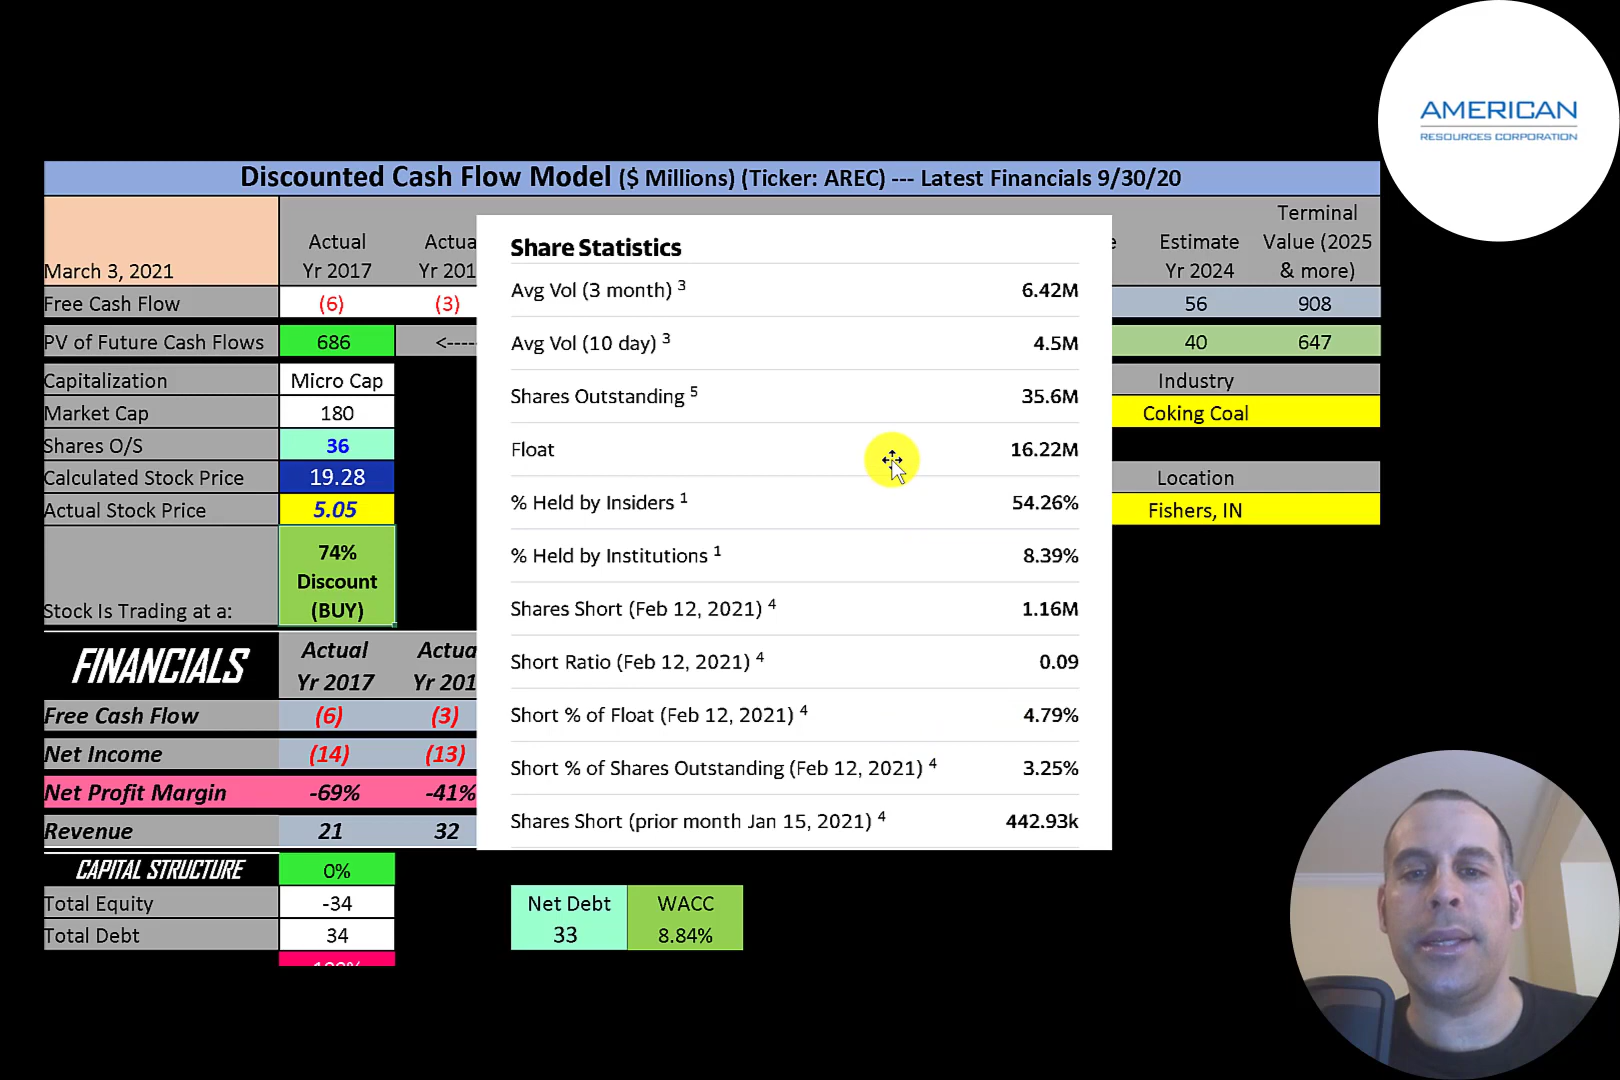 AMERICAN
RESOURCES CORPORATION
Discounted Cash Flow Model ($ Millions) (Ticker: AREC) --- Latest Financials 9/30/20
March 3, 2021
Actual
Yr 2017
Actua
Yr 201
e
Estimate
Yr 2024
Terminal
Value (2025
& more)
Free Cash Flow (6) (3) 56 908
PV of Future Cash Flows 686 <---- 40 647
Capitalization Micro Cap
Market Cap 180
Shares O/S 36
Calculated Stock Price 19.28
Actual Stock Price 5.05
Stock Is Trading at a:
74%
Discount
(BUY)
Industry
Coking Coal
Location
Fishers, IN
Share Statistics
Avg Vol (3 month) 3 6.42M
Avg Vol (10 day) 3 4.5M
Shares Outstanding 5 35.6M
Float 16.22M
% Held by Insiders 1 54.26%
% Held by Institutions 1 8.39%
Shares Short (Feb 12, 2021) 4 1.16M
Short Ratio (Feb 12, 2021) 4 0.09
Short % of Float (Feb 12, 2021) 4 4.79%
Short % of Shares Outstanding (Feb 12, 2021) 4 3.25%
Shares Short (prior month Jan 15, 2021) 4 442.93k
FINANCIALS
Actual
Yr 2017
Actua
Yr 201
Free Cash Flow (6) (3)
Net Income (14) (13)
Net Profit Margin -69% -41%
Revenue 21 32
CAPITAL STRUCTURE 0%
Total Equity -34
Total Debt 34
Net Debt WACC
33 8.84%